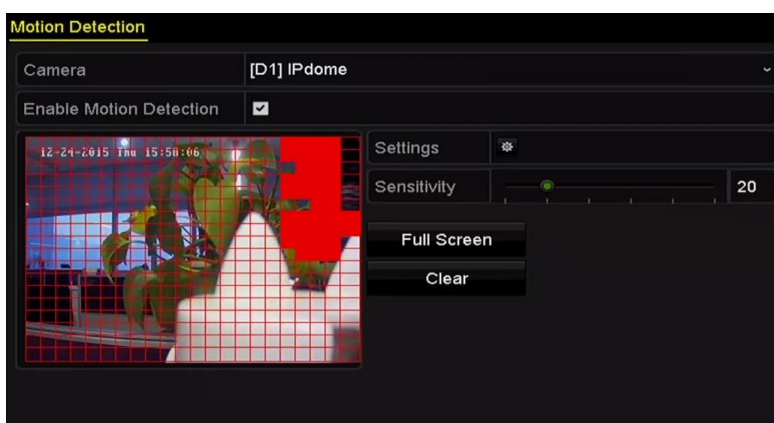 Motion Detection
Camera [D1] IPdome
Enable Motion Detection
12-24-2015 Thu 15:58:06
Settings
Sensitivity 20
Full Screen
Clear